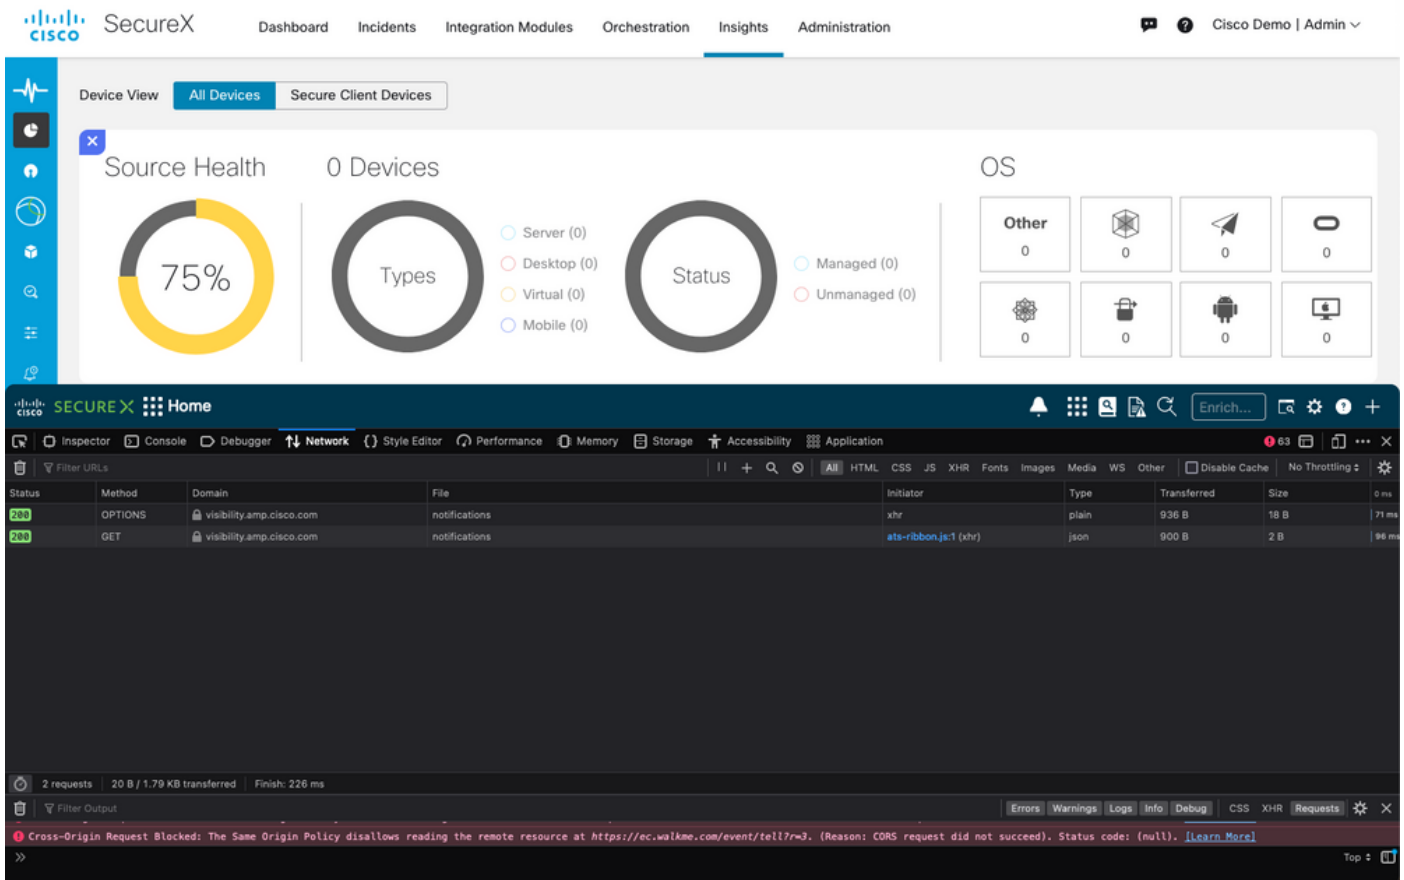 cisco SecureX Dashboard Incidents Integration Modules Orchestration Insights Administration Cisco Demo | Admin
Device View All Devices Secure Client Devices
Source Health 0 Devices OS
75%
Types
Server (0)
Desktop (0)
Virtual (0)
Mobile (0)
Status
Managed (0)
Unmanaged (0)
Other
0 0 0 0
0 0 0 0
cisco SECUREX Home Enrich...
Inspector Console Debugger Network {} Style Editor Performance Memory Storage Accessibility Application 63
Filter URLs All HTML CSS JS XHR Fonts Images Media WS Other Disable Cache No Throttling
Status Method Domain File Initiator Type Transferred Size 0 ms
200 OPTIONS visibility.amp.cisco.com notifications xhr plain 936 B 18 B 71 ms
200 GET visibility.amp.cisco.com notifications ats-ribbon.js:1 (xhr) json 900 B 2 B 96 ms
2 requests 20 B / 1.79 KB transferred Finish: 226 ms
Filter Output Errors Warnings Logs Info Debug CSS XHR Requests
Cross-Origin Request Blocked: The Same Origin Policy disallows reading the remote resource at https://ec.walkme.com/event/tell?r=3. (Reason: CORS request did not succeed). Status code: (null). [Learn More]
» Top